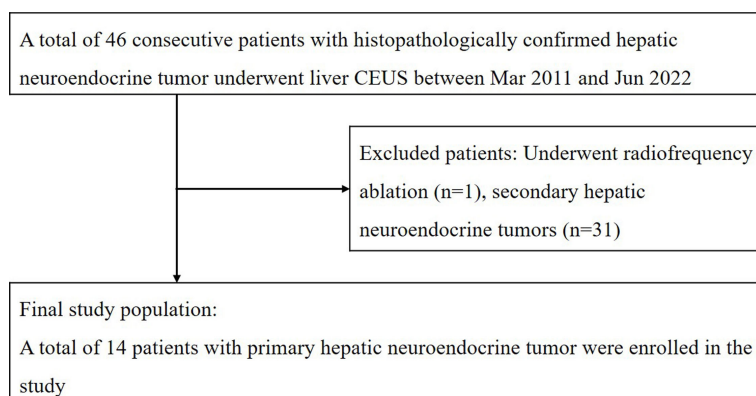 A total of 46 consecutive patients with histopathologically confirmed hepatic
neuroendocrine tumor underwent liver CEUS between Mar 2011 and Jun 2022
Excluded patients: Underwent radiofrequency
ablation (n=1), secondary hepatic
neuroendocrine tumors (n=31)
Final study population:
A total of 14 patients with primary hepatic neuroendocrine tumor were enrolled in the
study